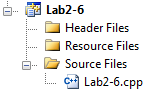 Lab2-6
Header Files
Resource Files
Source Files
Lab2-6.cpp